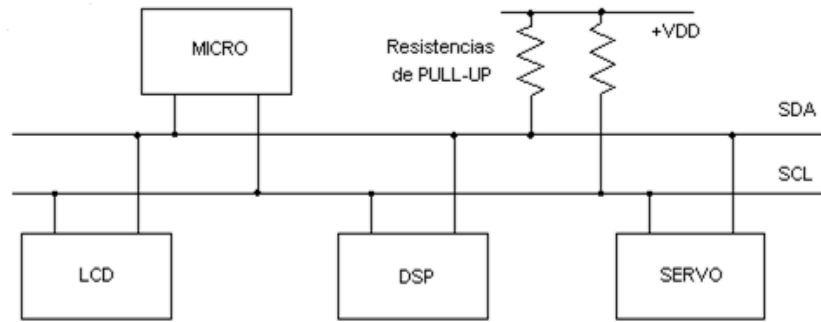 MICRO
Resistencias
de PULL-UP
+VDD
SDA
SCL
LCD
DSP
SERVO